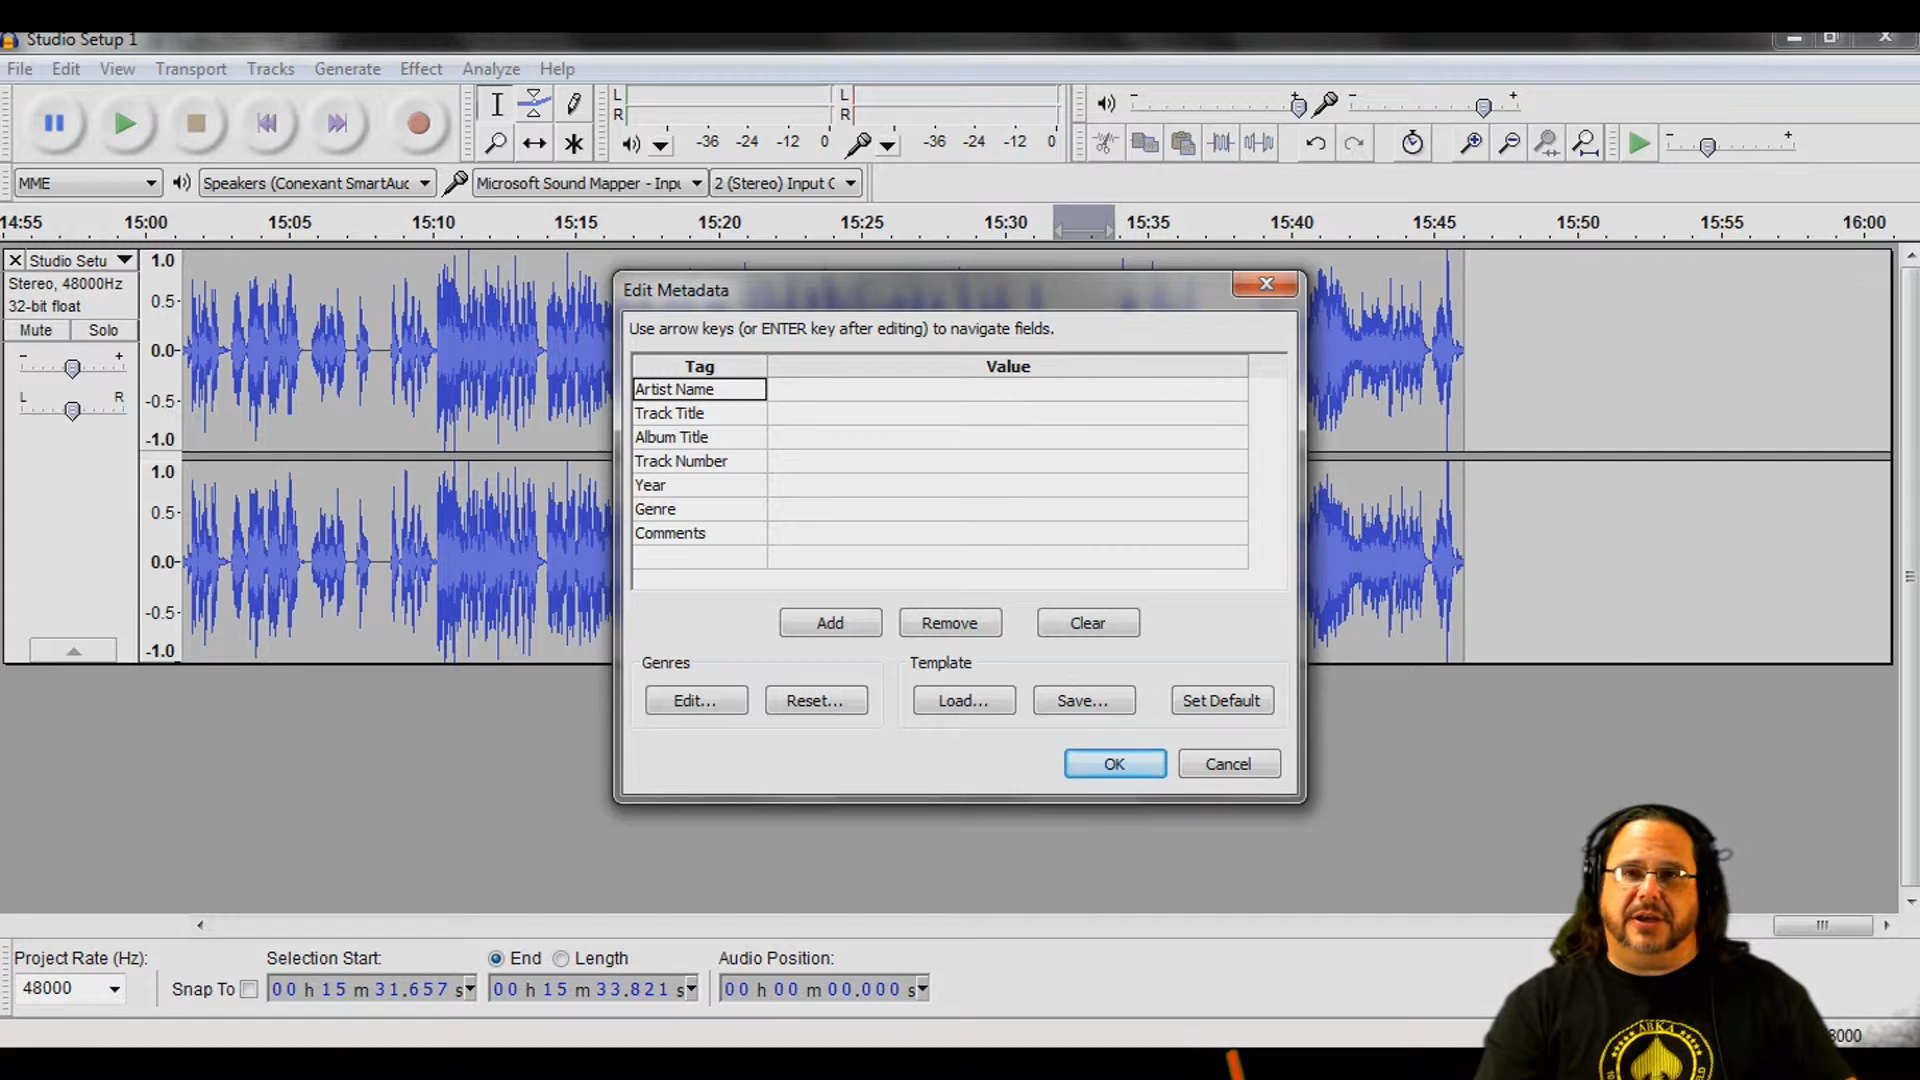 Studio Setup 1
File Edit View Transport Tracks Generate Effect Analyze Help
L R L R
-36 -24 -12 0 -36 -24 -12 0
MME Speakers (Conexant SmartAuc Microsoft Sound Mapper - Inpu 2 (Stereo) Input C
14:55 15:00 15:05 15:10 15:15 15:20 15:25 15:30 15:35 15:40 15:45 15:50 15:55 16:00
Studio Setu
Stereo, 48000Hz
32-bit float
Mute Solo
- +
L R
1.0
0.5
0.0
-0.5
-1.0
1.0
0.5
0.0
-0.5
-1.0
Edit Metadata
Use arrow keys (or ENTER key after editing) to navigate fields.
Tag Value
Artist Name
Track Title
Album Title
Track Number
Year
Genre
Comments
Add Remove Clear
Genres Template
Edit... Reset... Load... Save... Set Default
OK Cancel
Project Rate (Hz): Selection Start: End Length Audio Position:
48000 Snap To 00 h 15 m 31.657 s 00 h 15 m 33.821 s 00 h 00 m 00.000 s
ABKA